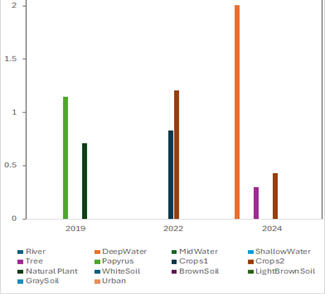 2
1.5
1
0.5
0
2019 2022 2024
River DeepWater MidWater ShallowWater
Tree Papyrus Crops1 Crops2
Natural Plant WhiteSoil BrownSoil LightBrownSoil
GraySoil Urban